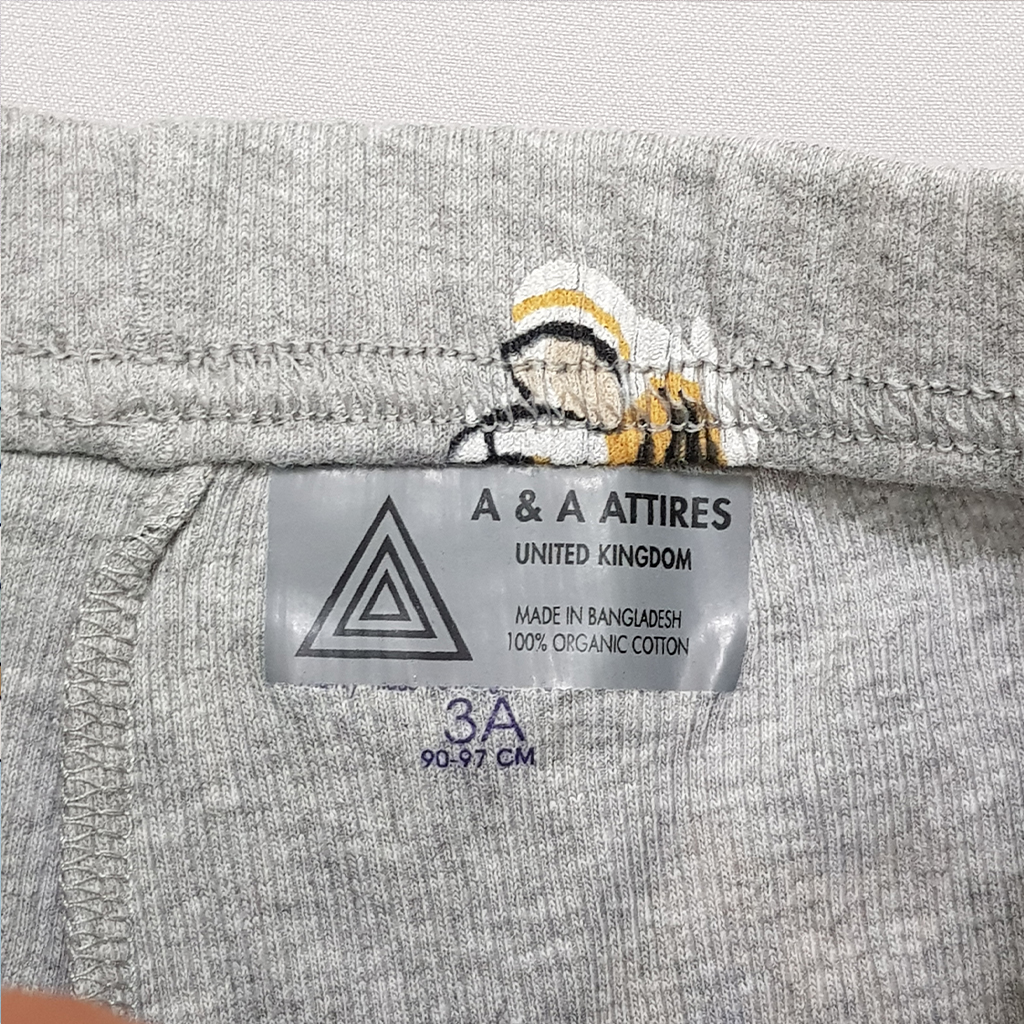 A & A ATTIRES
UNITED KINGDOM
MADE IN BANGLADESH
100% ORGANIC COTTON
3A
90-97 CM